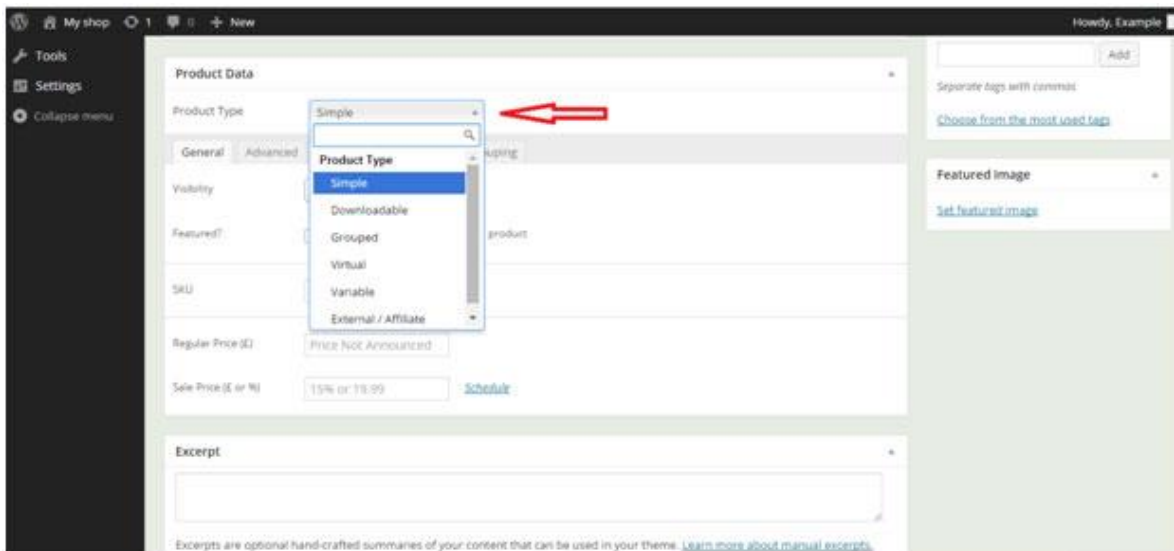 My shop 1 0 + New Howdy, Example
Tools
Settings
Collapse menu
Product Data
Product Type
Simple
Product Type
Simple
Downloadable
Grouped
Virtual
Variable
External / Affiliate
General Advanced
Visibility
Featured? product
SKU
Regular Price (£) Price Not Announced
Sale Price (£ or %) 15% or 19.99 Schedule
Excerpt
Excerpts are optional hand-crafted summaries of your content that can be used in your theme. Learn more about manual excerpts.
Add
Separate tags with commas
Choose from the most used tags
Featured Image
Set featured image